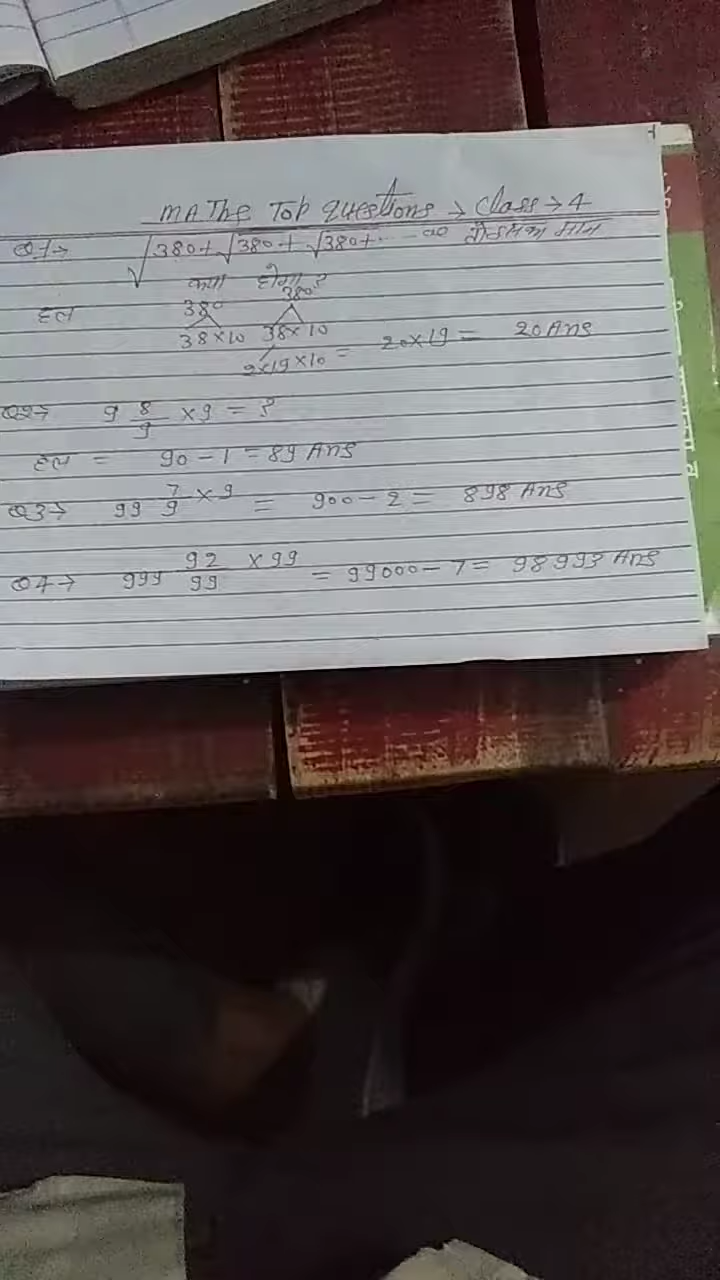 MAThs Top Questions → Class → 4
Q1→ √380+√380+√380+... ∞ तो इसका मान
क्या होगा ?
हल 380 380
38×10 38×10
2×19×10 = 20×19 = 20 Ans
Q2→ 9 8/9 ×9 = ?
हल = 90-1 = 89 Ans
Q3→ 99 7/9 ×9 = 900-2 = 898 Ans
Q4→ 999 92/99 ×99 = 99000-7 = 98993 Ans